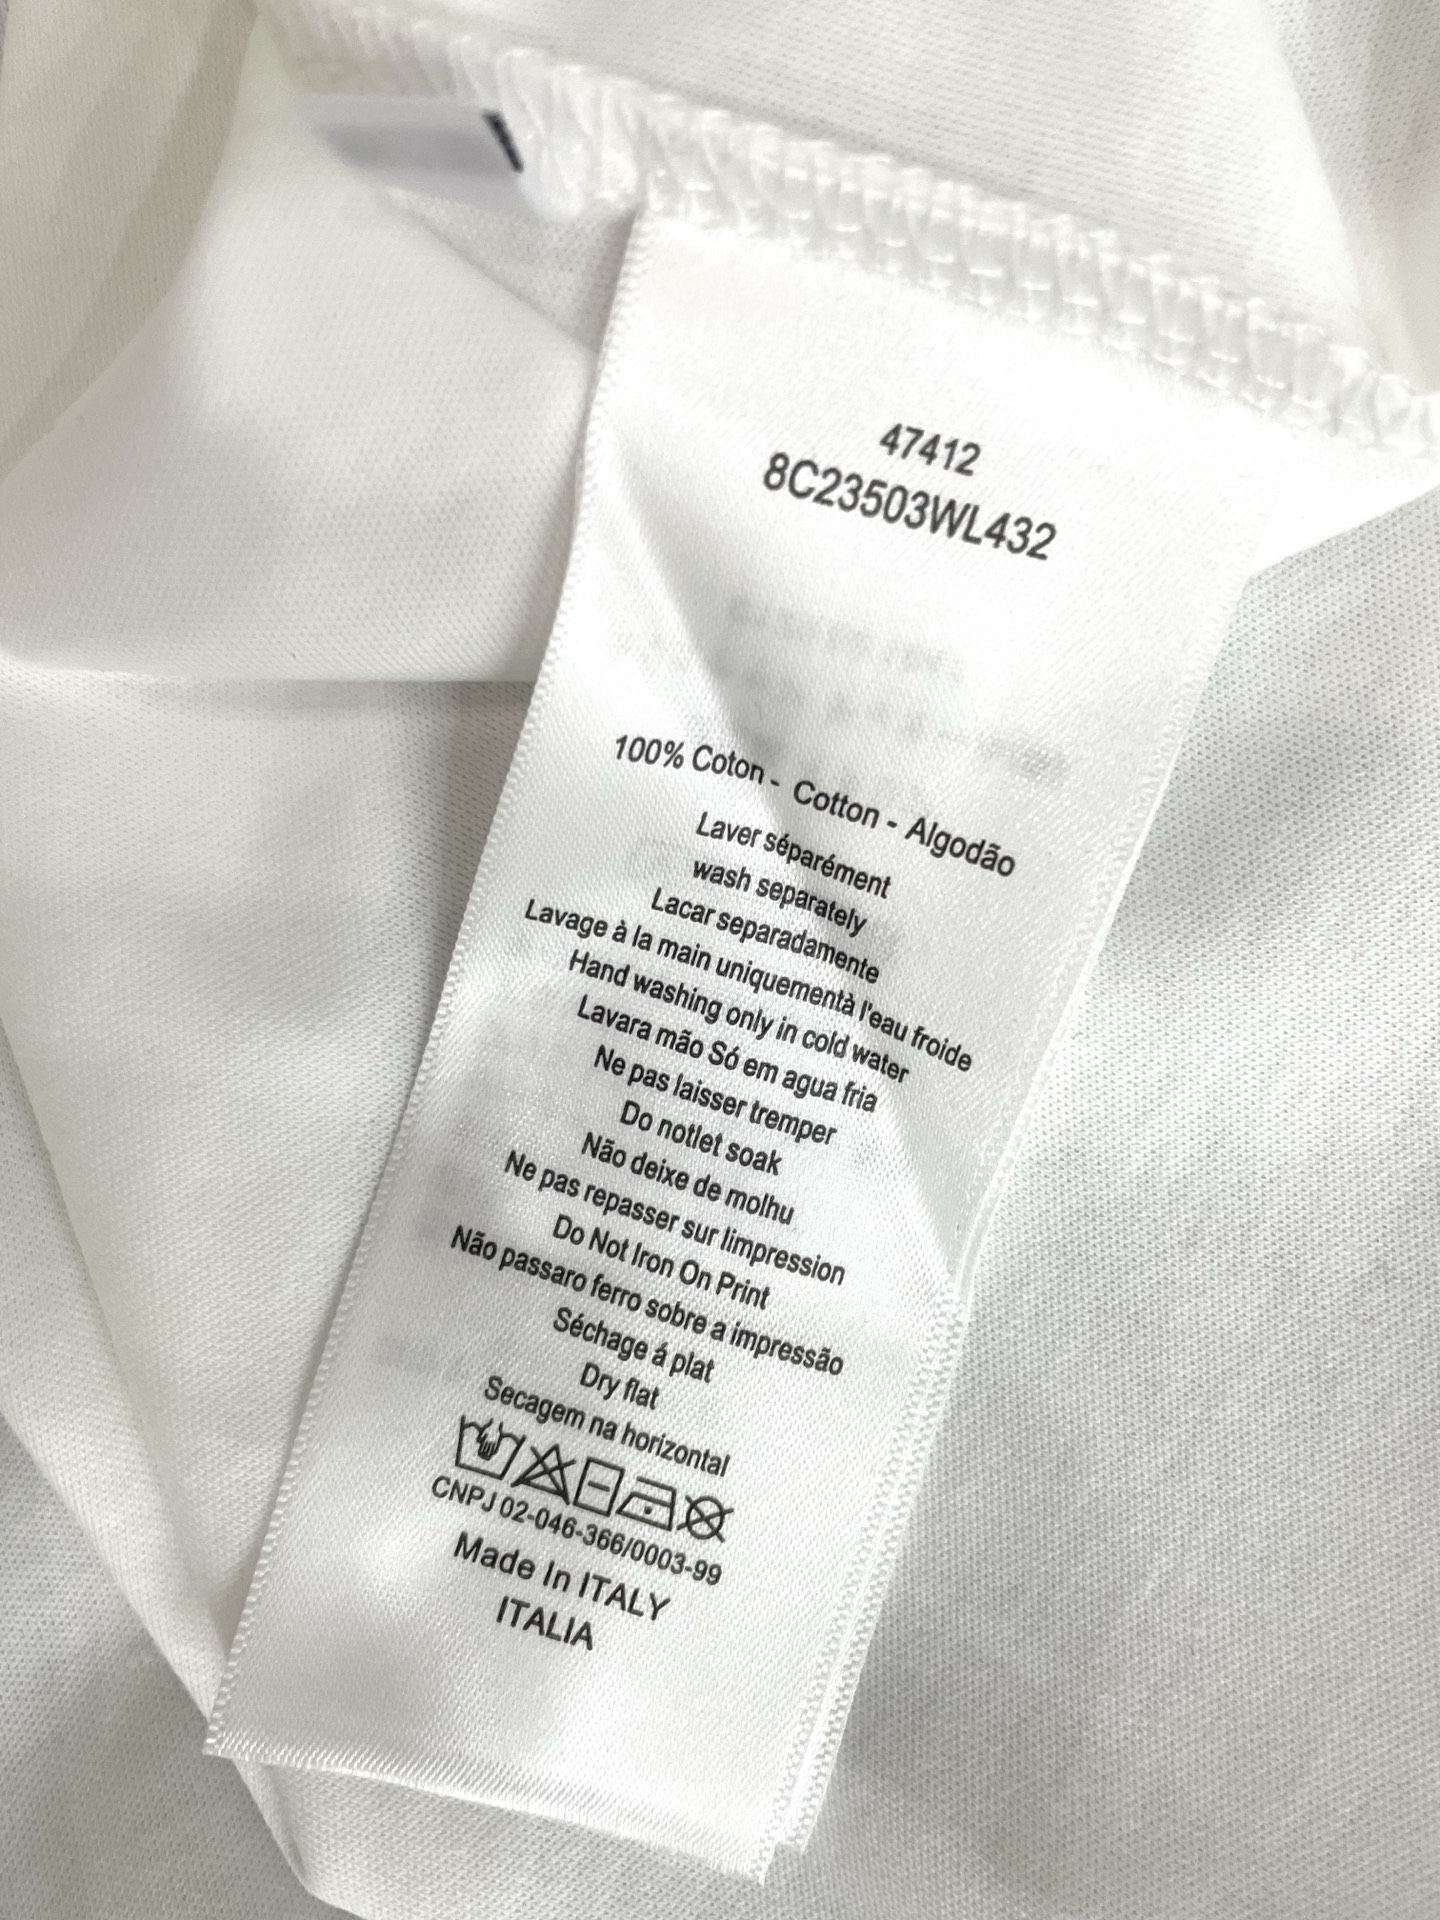 47412
8C23503WL432
100% Coton - Cotton - Algodão
Laver séparément
wash separately
Lacar separadamente
Lavage à la main uniquementà l'eau froide
Hand washing only in cold water
Lavara mão Só em agua fria
Ne pas laisser tremper
Do notlet soak
Não deixe de molhu
Ne pas repasser sur limpression
Do Not Iron On Print
Não passaro ferro sobre a impressão
Séchage á plat
Dry flat
Secagem na horizontal
CNPJ 02-046-366/0003-99
Made In ITALY
ITALIA